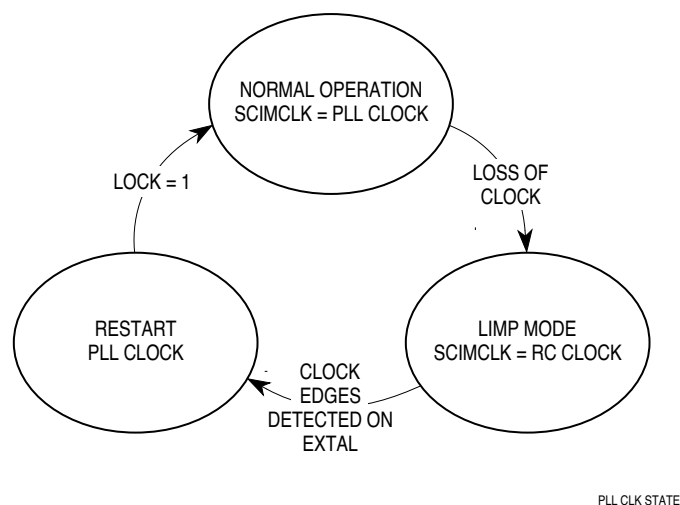 NORMAL OPERATION
SCIMCLK = PLL CLOCK
LOCK = 1
LOSS OF
CLOCK
RESTART
PLL CLOCK
LIMP MODE
SCIMCLK = RC CLOCK
CLOCK
EDGES
DETECTED ON
EXTAL
PLL CLK STATE